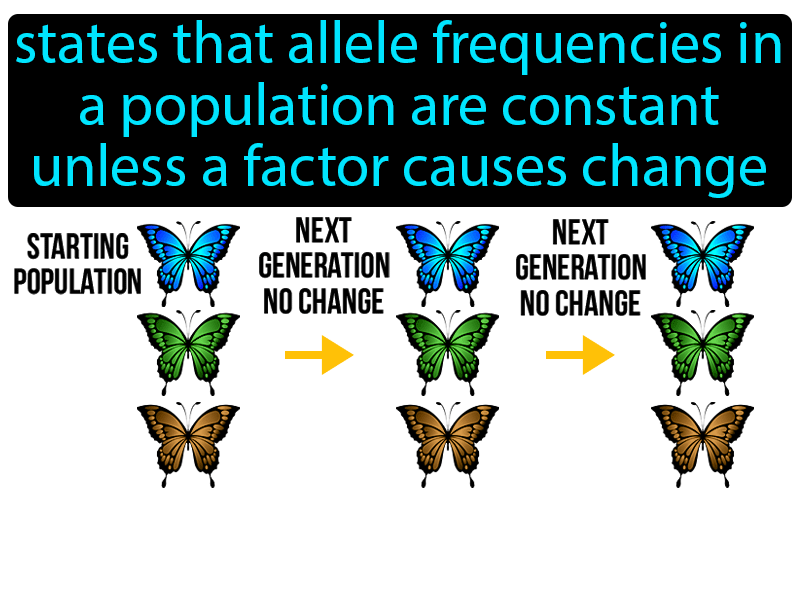 states that allele frequencies in
a population are constant
unless a factor causes change
STARTING
POPULATION
NEXT
GENERATION
NO CHANGE
NEXT
GENERATION
NO CHANGE